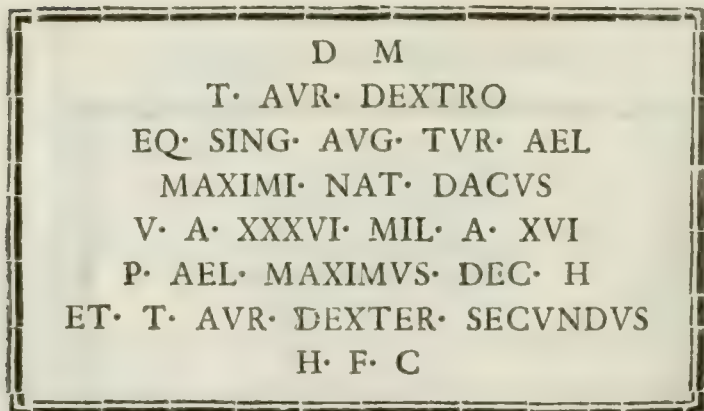 D M
T· AVR· DEXTRO
EQ· SING· AVG· TVR· AEL
MAXIMI· NAT· DACVS
V· A· XXXVI· MIL· A· XVI
P· AEL· MAXIMVS· DEC· H
ET· T· AVR· DEXTER· SECVNDVS
H· F· C